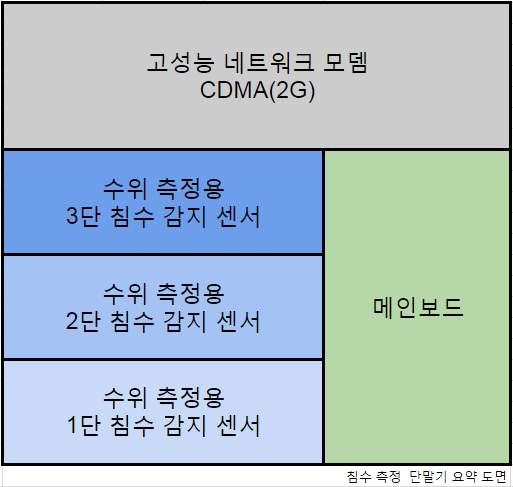 고성능 네트워크 모뎀
CDMA(2G)
수위 측정용
3단 침수 감지 센서
수위 측정용
2단 침수 감지 센서
수위 측정용
1단 침수 감지 센서
메인보드
침수 측정 단말기 요약 도면